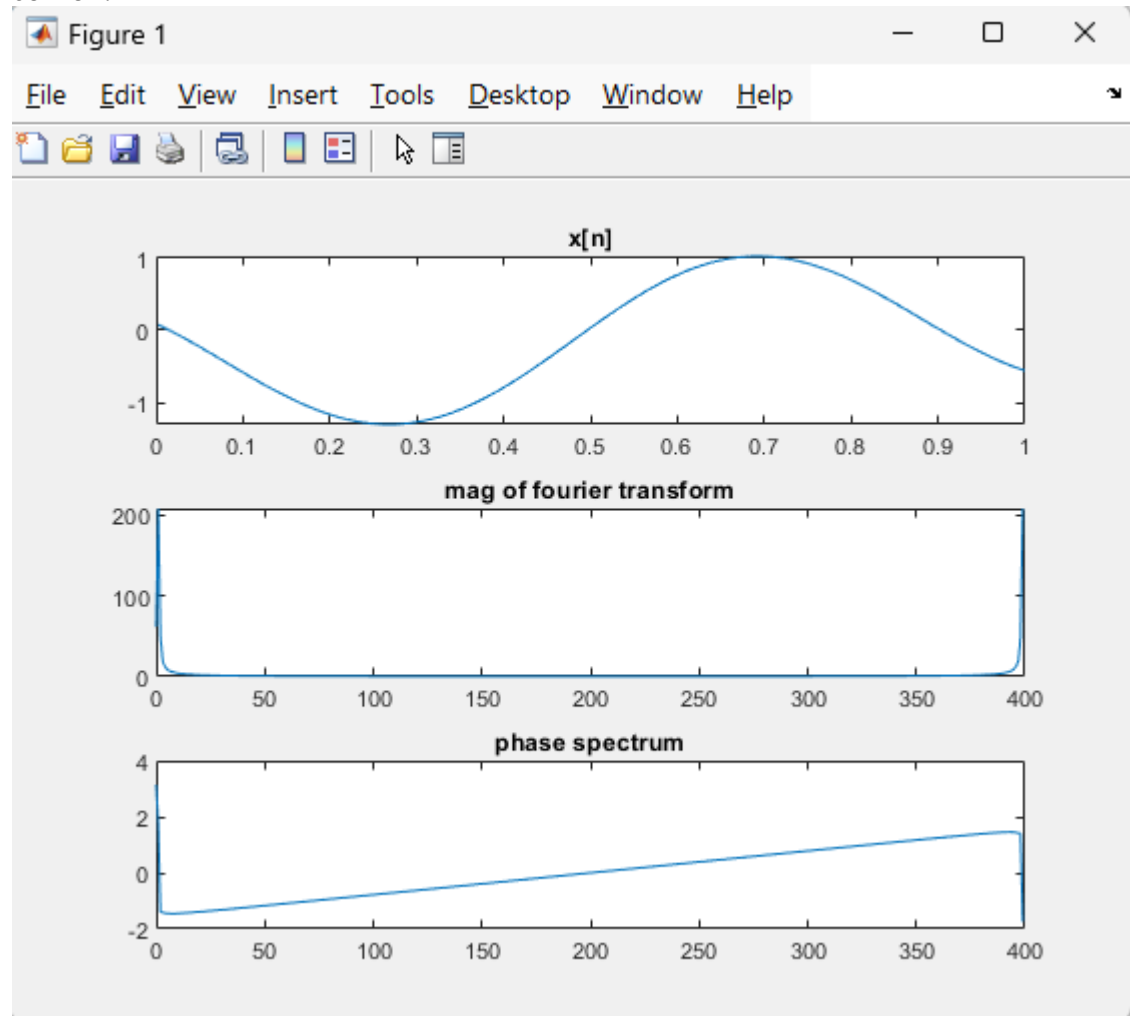 Figure 1
File Edit View Insert Tools Desktop Window Help
x[n]
1
0
-1
0 0.1 0.2 0.3 0.4 0.5 0.6 0.7 0.8 0.9 1
mag of fourier transform
200
100
0
0 50 100 150 200 250 300 350 400
phase spectrum
4
2
0
-2
0 50 100 150 200 250 300 350 400